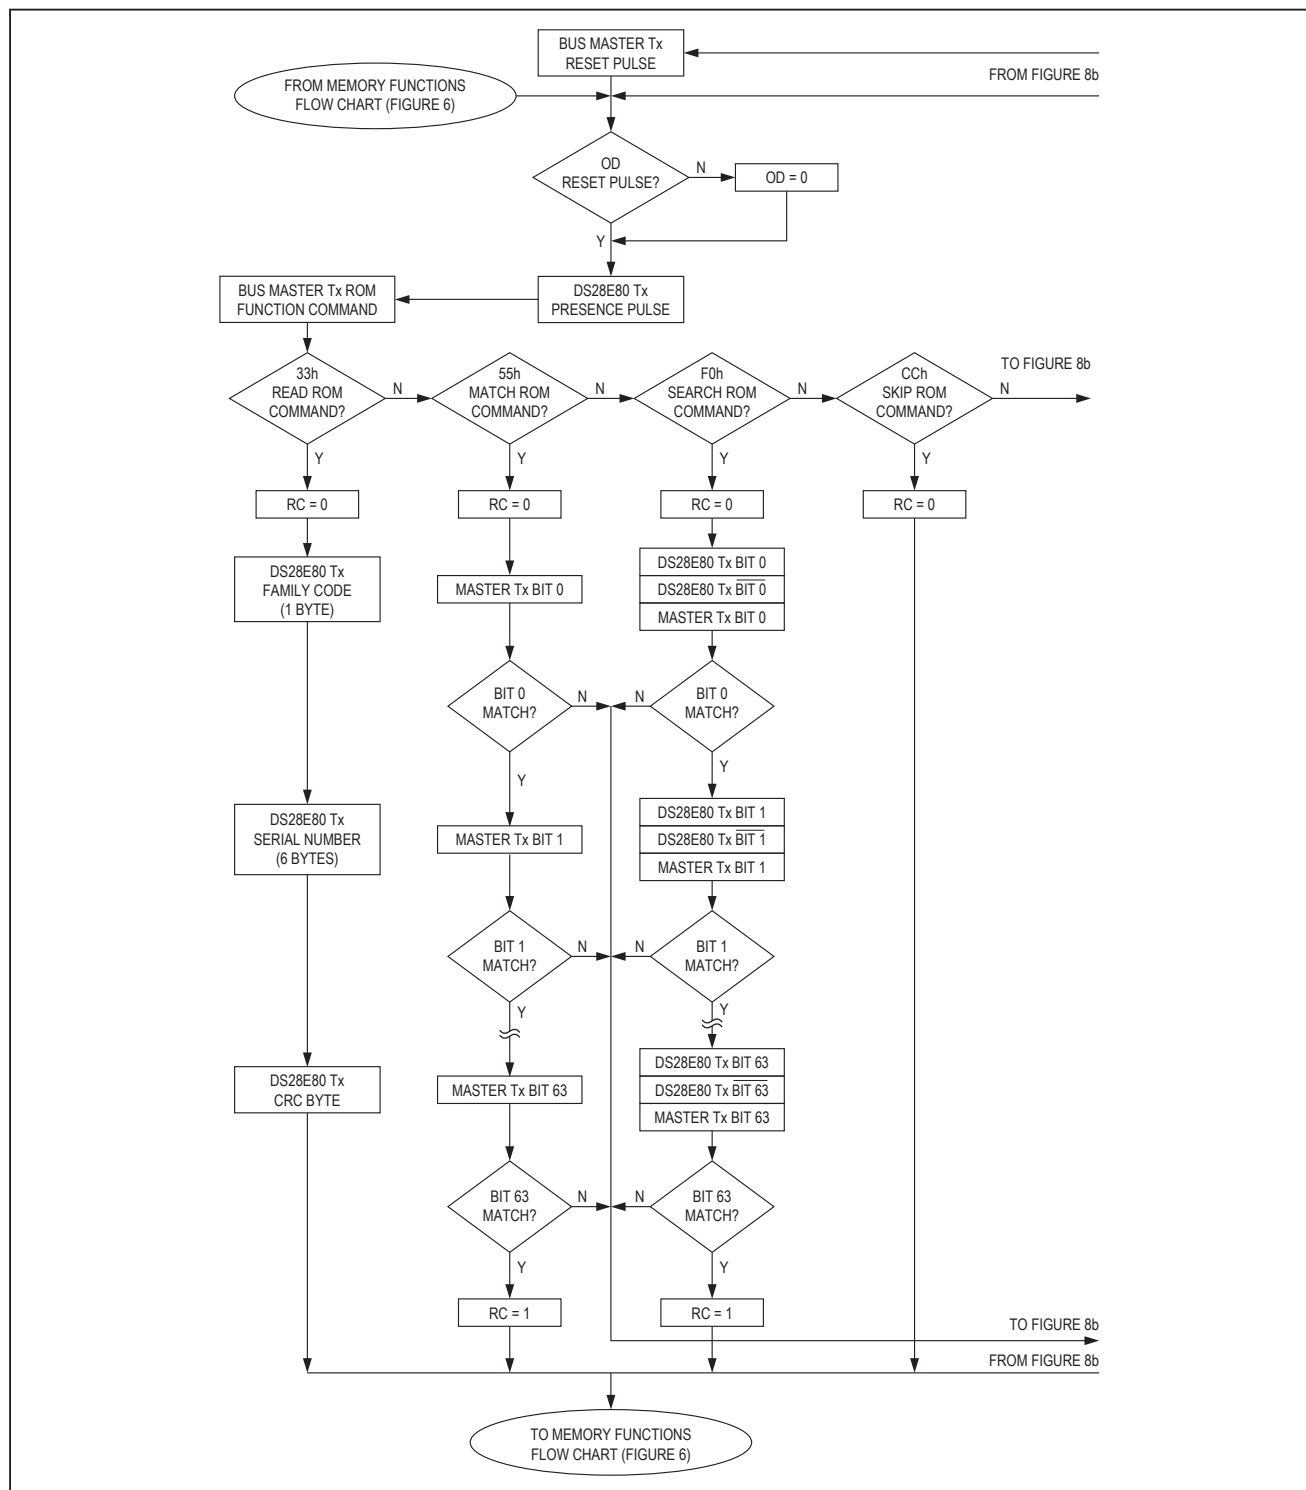 BUS MASTER Tx
RESET PULSE
FROM FIGURE 8b
FROM MEMORY FUNCTIONS
FLOW CHART (FIGURE 6)
OD
RESET PULSE?
N
OD = 0
Y
BUS MASTER Tx ROM
FUNCTION COMMAND
DS28E80 Tx
PRESENCE PULSE
33h
READ ROM
COMMAND?
N
55h
MATCH ROM
COMMAND?
N
F0h
SEARCH ROM
COMMAND?
N
CCh
SKIP ROM
COMMAND?
N
TO FIGURE 8b
Y
Y
Y
Y
RC = 0
RC = 0
RC = 0
RC = 0
DS28E80 Tx
FAMILY CODE
(1 BYTE)
MASTER Tx BIT 0
DS28E80 Tx BIT 0
DS28E80 Tx B̅I̅T̅ ̅0̅
MASTER Tx BIT 0
BIT 0
MATCH?
N
N
BIT 0
MATCH?
Y
Y
DS28E80 Tx
SERIAL NUMBER
(6 BYTES)
MASTER Tx BIT 1
DS28E80 Tx BIT 1
DS28E80 Tx B̅I̅T̅ ̅1̅
MASTER Tx BIT 1
BIT 1
MATCH?
N
N
BIT 1
MATCH?
Y
Y
DS28E80 Tx
CRC BYTE
MASTER Tx BIT 63
DS28E80 Tx BIT 63
DS28E80 Tx B̅I̅T̅ ̅6̅3̅
MASTER Tx BIT 63
BIT 63
MATCH?
N
N
BIT 63
MATCH?
Y
Y
RC = 1
RC = 1
TO FIGURE 8b
FROM FIGURE 8b
TO MEMORY FUNCTIONS
FLOW CHART (FIGURE 6)